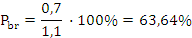 P_br = 0,7/1,1 · 100% = 63,64%